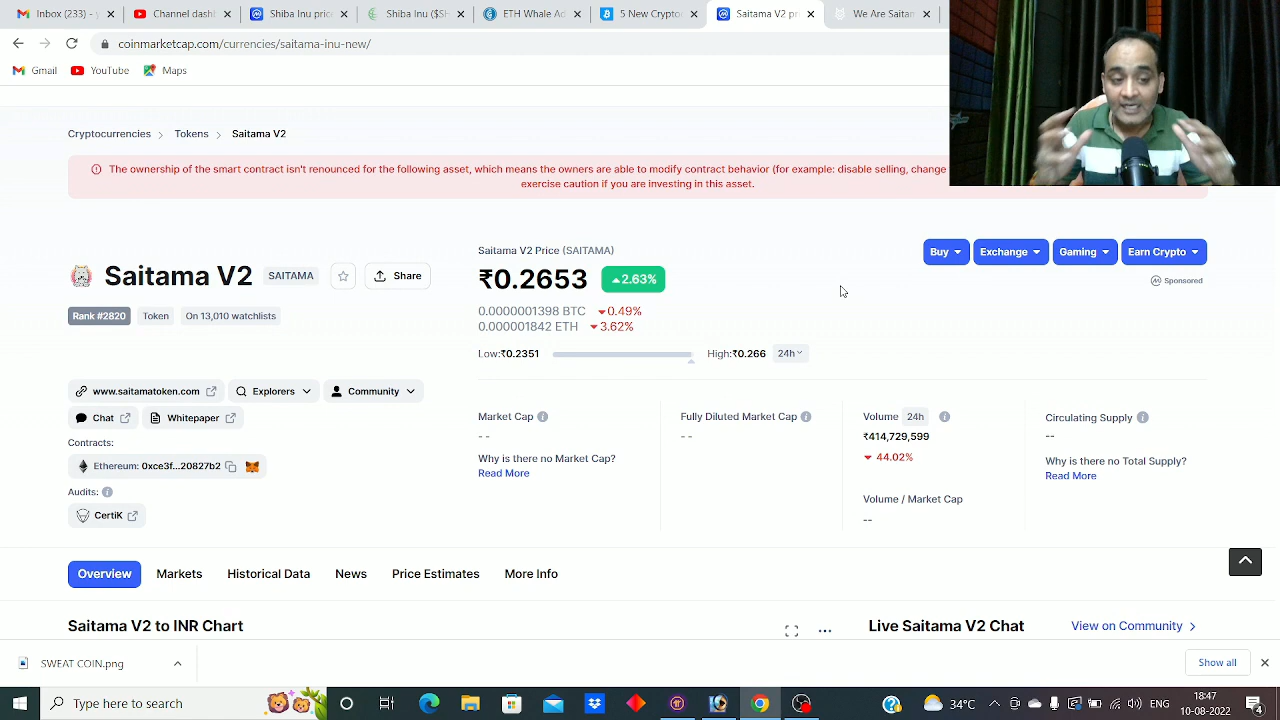 Inbox (330) - 
Channel dashb
Shiba Inu price
Shiba Inu ($SH
ETH Whale Ad
5 New Crypto
Saitama V2 pr
We Are Saitam
coinmarketcap.com/currencies/saitama-inu-new/
Gmail YouTube Maps
Cryptocurrencies > Tokens > Saitama V2
The ownership of the smart contract isn't renounced for the following asset, which means the owners are able to modify contract behavior (for example: disable selling, change
exercise caution if you are investing in this asset.
Saitama V2 Price (SAITAMA)
Buy Exchange Gaming Earn Crypto
Saitama V2 SAITAMA Share
₹0.2653 2.63%
Sponsored
Rank #2820 Token On 13,010 watchlists
0.0000001398 BTC 0.49%
0.000001842 ETH 3.62%
Low:₹0.2351 High:₹0.266 24h
www.saitamatoken.com Explorers Community
Chat Whitepaper
Contracts:
Ethereum: 0xce3f...20827b2
Audits:
CertiK
Market Cap
- -
Why is there no Market Cap?
Read More
Fully Diluted Market Cap
- -
Volume 24h
₹414,729,599
44.02%
Volume / Market Cap
--
Circulating Supply
--
Why is there no Total Supply?
Read More
Overview Markets Historical Data News Price Estimates More Info
Saitama V2 to INR Chart
Live Saitama V2 Chat View on Community >
SWEAT COIN.png
Show all
Type here to search
34°C
18:47
10-08-2022
4